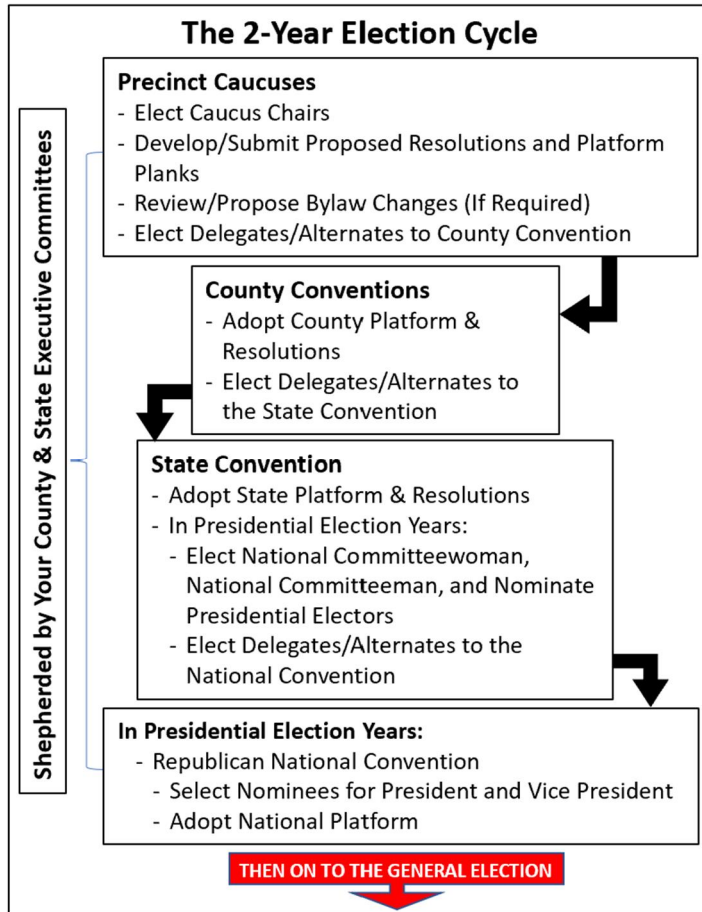 The 2-Year Election Cycle
Shepherded by Your County & State Executive Committees
Precinct Caucuses
- Elect Caucus Chairs
- Develop/Submit Proposed Resolutions and Platform
Planks
- Review/Propose Bylaw Changes (If Required)
- Elect Delegates/Alternates to County Convention
County Conventions
- Adopt County Platform &
Resolutions
- Elect Delegates/Alternates to
the State Convention
State Convention
- Adopt State Platform & Resolutions
- In Presidential Election Years:
- Elect National Committeewoman,
National Committeeman, and Nominate
Presidential Electors
- Elect Delegates/Alternates to the
National Convention
In Presidential Election Years:
- Republican National Convention
- Select Nominees for President and Vice President
- Adopt National Platform
THEN ON TO THE GENERAL ELECTION